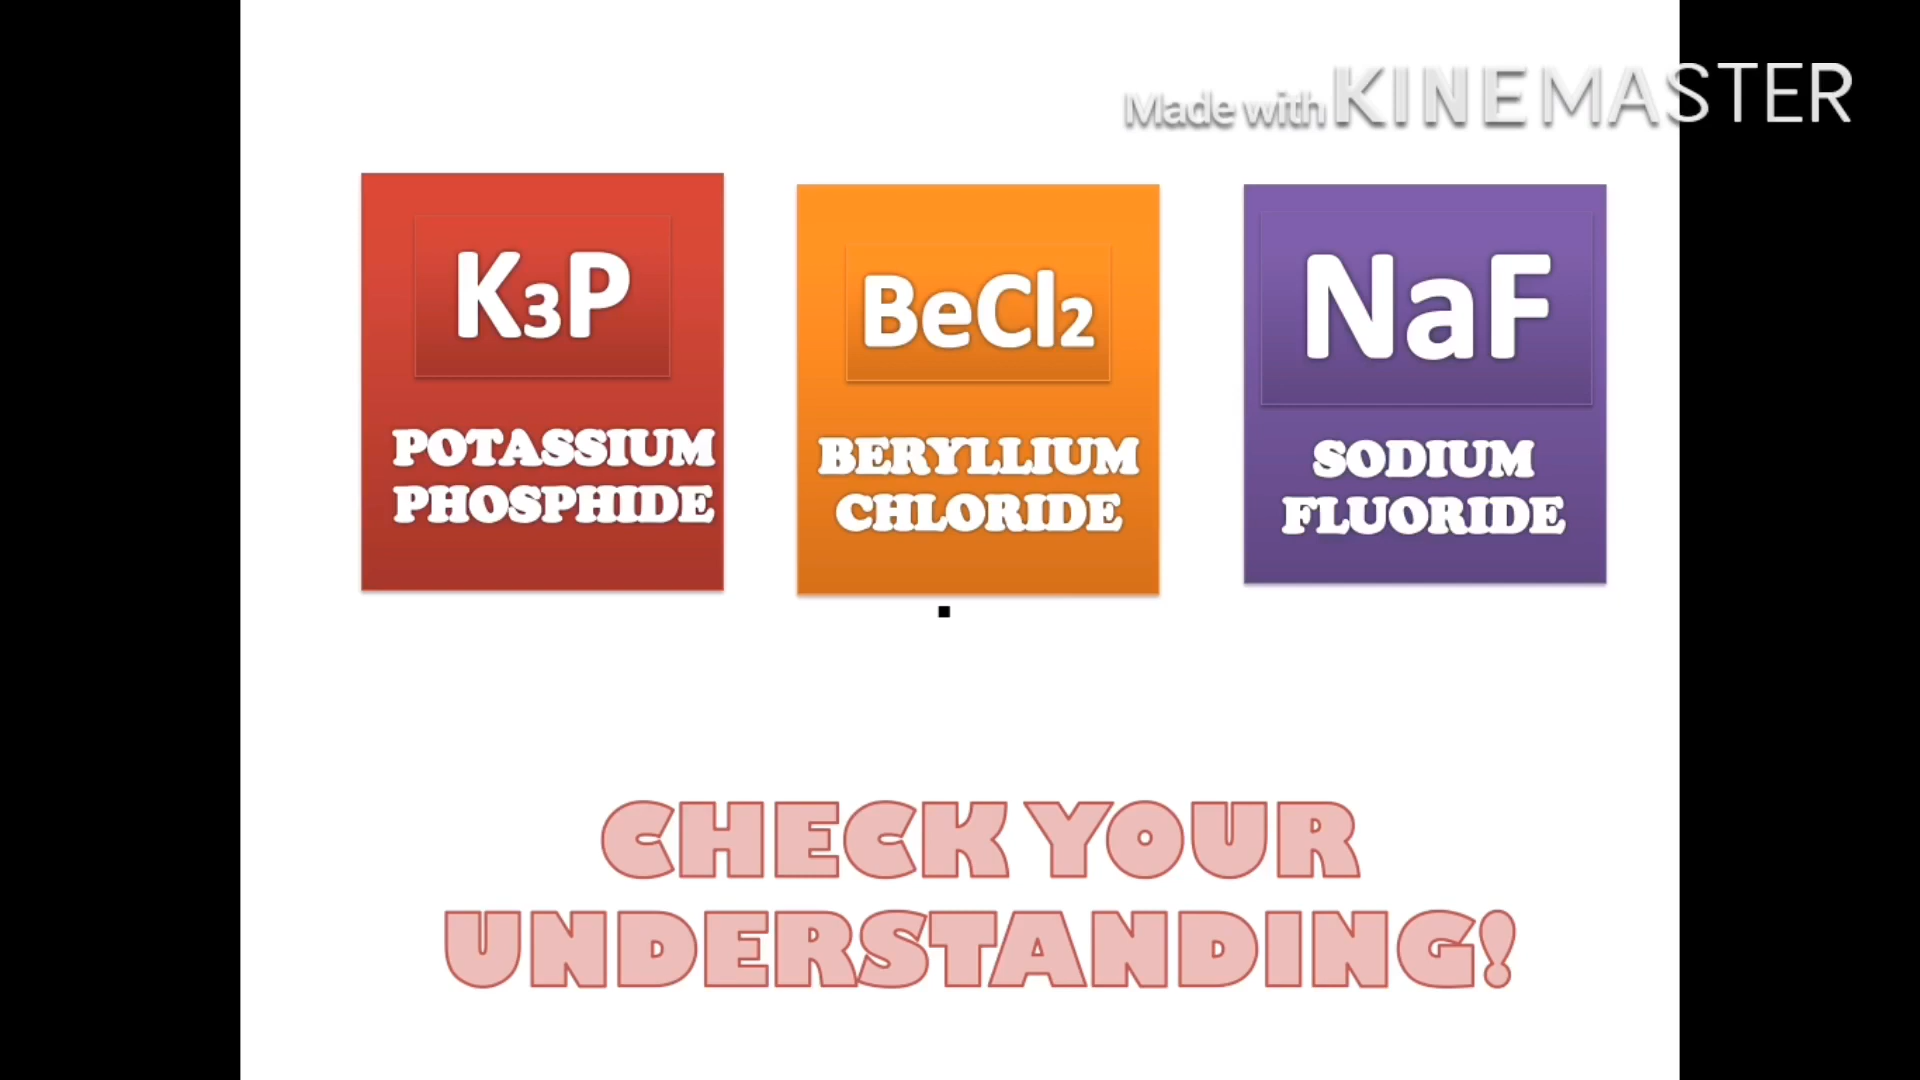 Made with KINEMASTER
K3P
BeCl2
NaF
POTASSIUM
PHOSPHIDE
BERYLLIUM
CHLORIDE
SODIUM
FLUORIDE
CHECK YOUR
UNDERSTANDING!